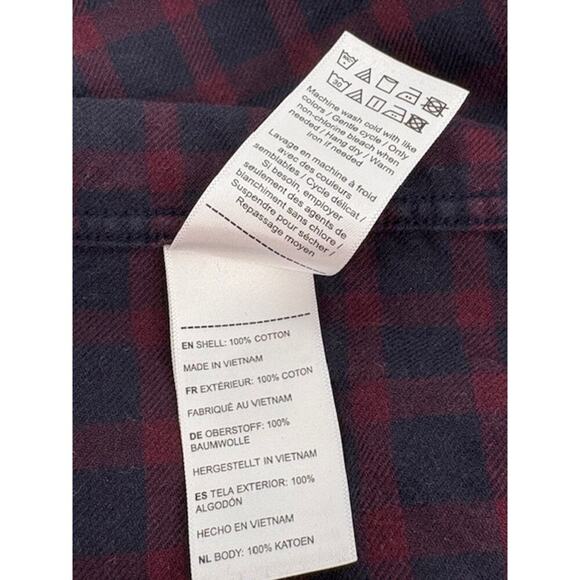 30
Machine wash cold with like
colors / Gentle cycle / Only
non-chlorine bleach when
needed / Hang dry / Warm
iron if needed
Lavage en machine à froid
avec des couleurs
semblables / Cycle délicat /
Si besoin, employer
seulement des agents de
blanchiment sans chlore /
Suspendre pour sécher /
Repassage moyen
EN SHELL: 100% COTTON
MADE IN VIETNAM
FR EXTÉRIEUR: 100% COTON
FABRIQUÉ AU VIETNAM
DE OBERSTOFF: 100%
BAUMWOLLE
HERGESTELLT IN VIETNAM
ES TELA EXTERIOR: 100%
ALGODÓN
HECHO EN VIETNAM
NL BODY: 100% KATOEN